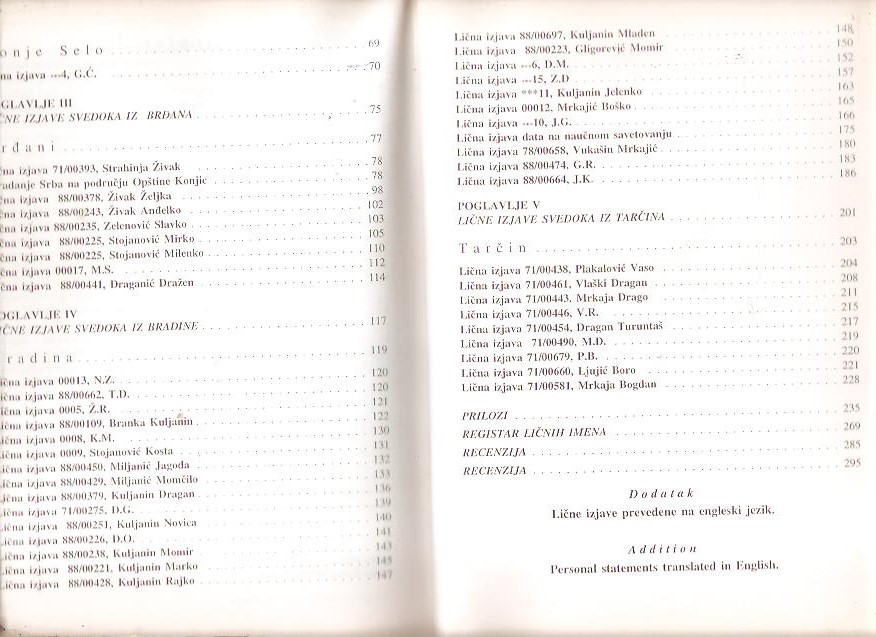 onje Selo 69
na izjava ---4, G.Ć. 70
OGLAVLJE III
ČNE IZJAVE SVEDOKA IZ BRĐANA 75
rđani 77
na izjava 71/00393, Strahinja Živak 78
adanje Srba na području Opštine Konjic 78
čna izjava 88/00378, Živak Željka 98
čna izjava 88/00243, Živak Anđelko 102
čna izjava 88/00235, Zelenović Slavko 103
čna izjava 88/00225, Stojanović Mirko 105
čna izjava 88/00225, Stojanović Milenko 110
čna izjava 00017, M.S. 112
čna izjava 88/00441, Draganić Dražen 114
OGLAVLJE IV
ČNE IZJAVE SVEDOKA IZ BRADINE 117
radina 119
ična izjava 00013, N.Z. 120
ična izjava 88/00662, T.D. 120
ična izjava 0005, Ž.R. 121
ična izjava 88/00109, Branka Kuljanin 122
ična izjava 0008, K.M. 130
ična izjava 0009, Stojanović Kosta 131
ična izjava 88/00450, Miljanić Jagoda 132
ična izjava 88/00429, Miljanić Momčilo 133
ična izjava 88/00379, Kuljanin Dragan 136
ična izjava 71/00275, D.G. 139
ična izjava 88/00251, Kuljanin Novica 140
ična izjava 88/00226, D.O. 141
ična izjava 88/00238, Kuljanin Momir 143
ična izjava 88/00221, Kuljanin Marko 145
ična izjava 88/00428, Kuljanin Rajko 147
Lična izjava 88/00697, Kuljanin Mladen 148
Lična izjava 88/00223, Gligorević Momir 150
Lična izjava ---6, D.M. 152
Lična izjava ---15, Z.D 157
Lična izjava ***11, Kuljanin Jelenko 163
Lična izjava 00012, Mrkajić Boško 165
Lična izjava ---10, J.G. 166
Lična izjava data na naučnom savetovanju 175
Lična izjava 78/00658, Vukašin Mrkajić 180
Lična izjava 88/00474, G.R. 183
Lična izjava 88/00664, J.K. 186
POGLAVLJE V
LIČNE IZJAVE SVEDOKA IZ TARČINA 201
Tarčin 203
Lična izjava 71/00438, Plakalović Vaso 204
Lična izjava 71/00461, Vlaški Dragan 208
Lična izjava 71/00443, Mrkaja Drago 211
Lična izjava 71/00446, V.R. 215
Lična izjava 71/00454, Dragan Turuntaš 217
Lična izjava 71/00490, M.D. 219
Lična izjava 71/00679, P.B. 220
Lična izjava 71/00660, Ljujić Boro 221
Lična izjava 71/00581, Mrkaja Bogdan 228
PRILOZI 235
REGISTAR LIČNIH IMENA 269
RECENZIJA 285
RECENZIJA 295
Dodatak
Lične izjave prevedene na engleski jezik.
Addition
Personal statements translated in English.